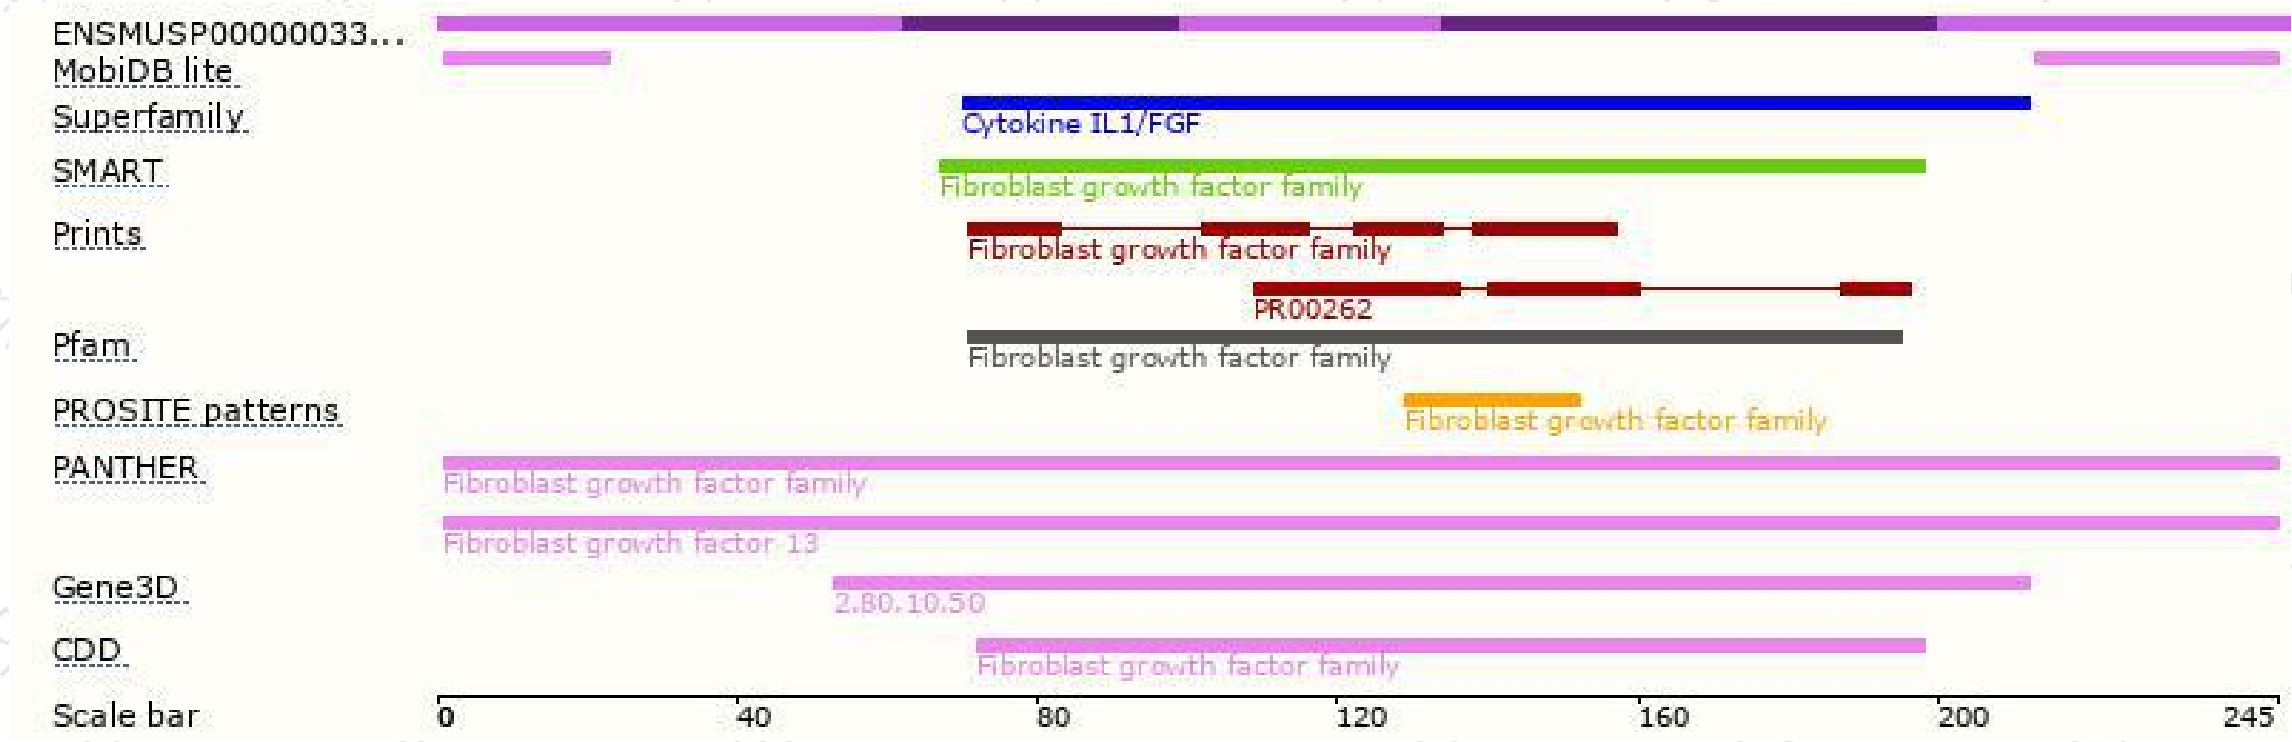 ENSMUSP00000033...
MobiDB lite
Superfamily
Cytokine IL1/FGF
SMART
Fibroblast growth factor family
Prints
Fibroblast growth factor family
PR00262
Pfam
Fibroblast growth factor family
PROSITE patterns
Fibroblast growth factor family
PANTHER
Fibroblast growth factor family
Fibroblast growth factor 13
Gene3D
2.80.10.50
CDD
Fibroblast growth factor family
Scale bar 0 40 80 120 160 200 245